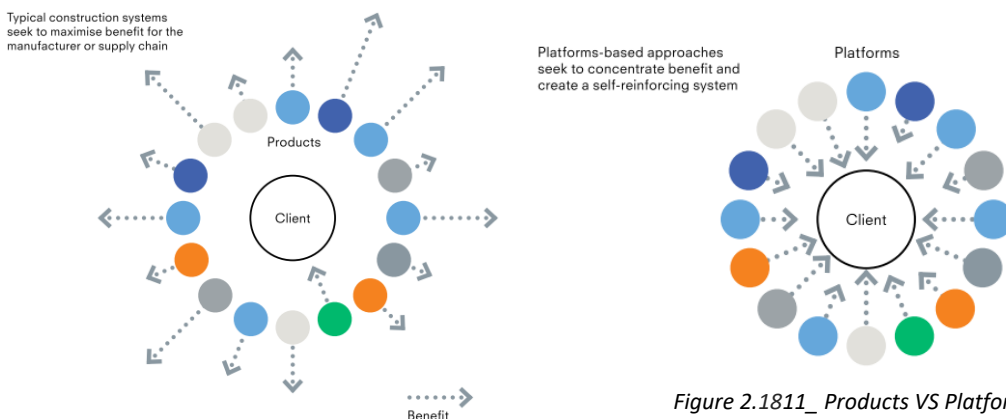 Typical construction systems
seek to maximise benefit for the
manufacturer or supply chain
Products
Client
Benefit
Platforms-based approaches
seek to concentrate benefit and
create a self-reinforcing system
Platforms
Client
Figure 2.1811_ Products VS Platfor